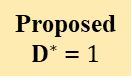 Proposed
D* = 1